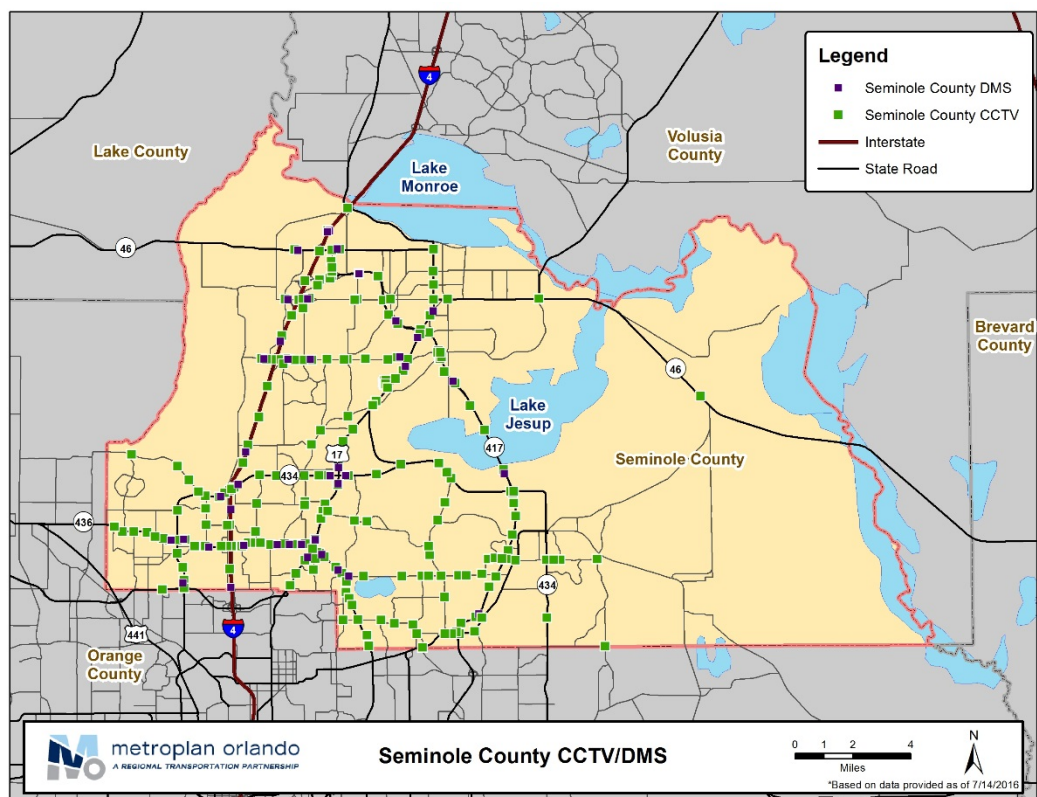 Legend
Seminole County DMS
Seminole County CCTV
Interstate
State Road
4
Volusia
County
Lake County
Lake
Monroe
46
46
Brevard
County
Lake
Jesup
417
17
434
Seminole County
436
434
441
4
Orange
County
metroplan orlando
A REGIONAL TRANSPORTATION PARTNERSHIP
Seminole County CCTV/DMS
0 1 2 4
Miles
N
*Based on data provided as of 7/14/2016